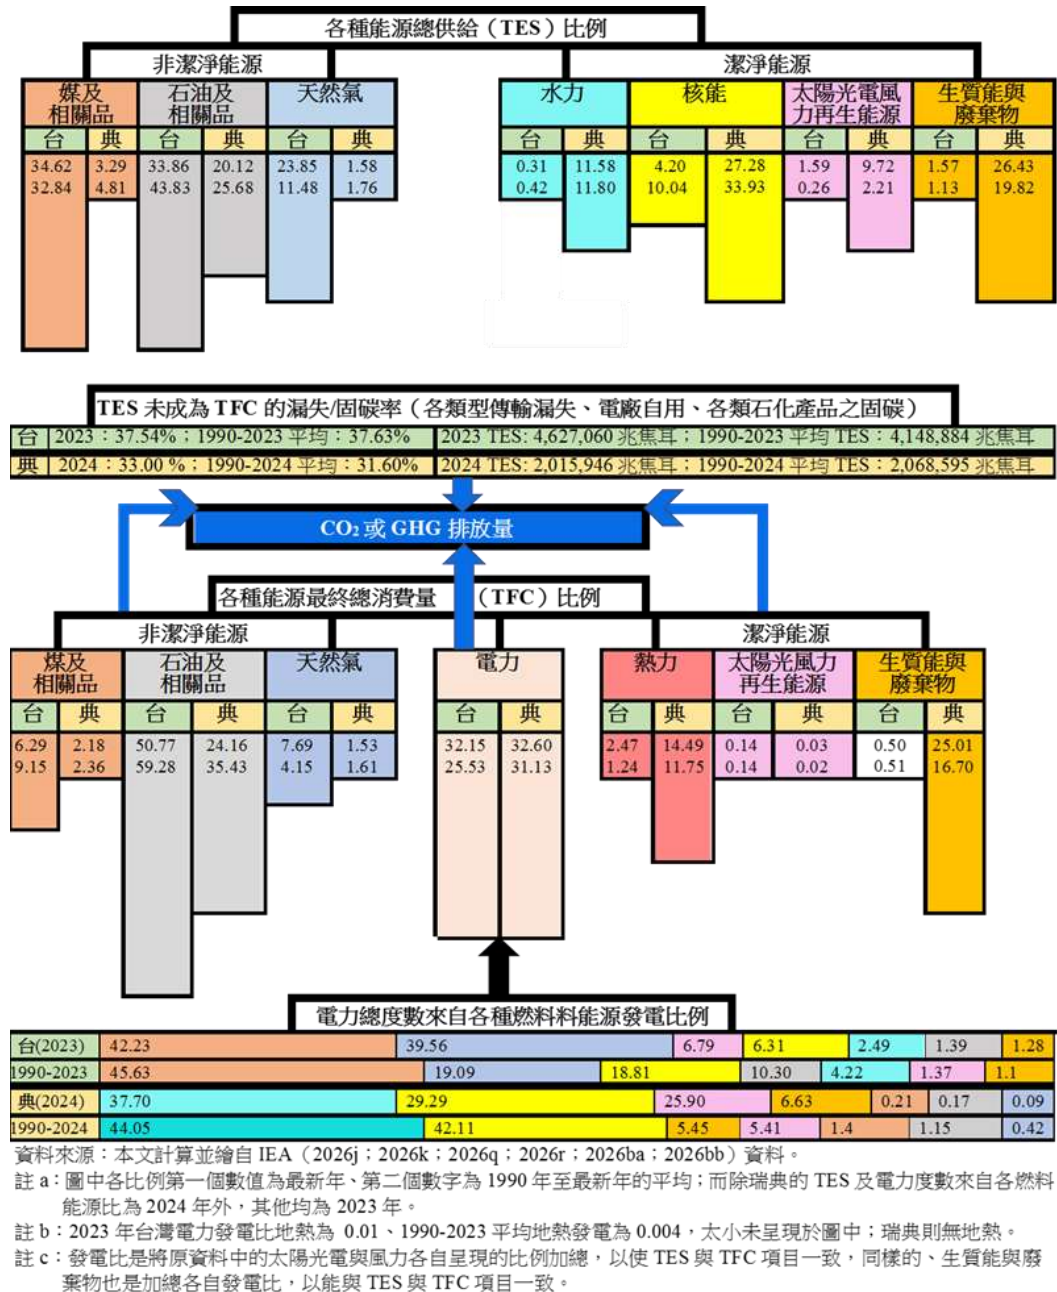 各種能源總供給（TES）比例
非潔淨能源 潔淨能源
媒及 石油及 天然氣 水力 核能 太陽光電風 生質能與
相關品 相關品 力再生能源 廢棄物
台 典 台 典 台 典 台 典 台 典 台 典 台 典
34.62 3.29 33.86 20.12 23.85 1.58 0.31 11.58 4.20 27.28 1.59 9.72 1.57 26.43
32.84 4.81 43.83 25.68 11.48 1.76 0.42 11.80 10.04 33.93 0.26 2.21 1.13 19.82
TES 未成為 TFC 的漏失/固碳率（各類型傳輸漏失、電廠自用、各類石化產品之固碳）
台 2023：37.54%；1990-2023 平均：37.63% 2023 TES: 4,627,060 兆焦耳；1990-2023 平均 TES：4,148,884 兆焦耳
典 2024：33.00 %；1990-2024 平均：31.60% 2024 TES: 2,015,946 兆焦耳；1990-2024 平均 TES：2,068,595 兆焦耳
CO₂ 或 GHG 排放量
各種能源最終總消費量 （TFC）比例
非潔淨能源 潔淨能源
煤及 石油及 天然氣 電力 熱力 太陽光風力 生質能與
相關品 相關品 再生能源 廢棄物
台 典 台 典 台 典 台 典 台 典 台 典 台 典
6.29 2.18 50.77 24.16 7.69 1.53 32.15 32.60 2.47 14.49 0.14 0.03 0.50 25.01
9.15 2.36 59.28 35.43 4.15 1.61 25.53 31.13 1.24 11.75 0.14 0.02 0.51 16.70
電力總度數來自各種燃料料能源發電比例
台(2023) 42.23 39.56 6.79 6.31 2.49 1.39 1.28
1990-2023 45.63 19.09 18.81 10.30 4.22 1.37 1.1
典(2024) 37.70 29.29 25.90 6.63 0.21 0.17 0.09
1990-2024 44.05 42.11 5.45 5.41 1.4 1.15 0.42
資料來源：本文計算並繪自 IEA（2026j；2026k；2026q；2026r；2026ba；2026bb）資料。
註 a：圖中各比例第一個數值為最新年、第二個數字為 1990 年至最新年的平均；而除瑞典的 TES 及電力度數來自各燃料
能源比為 2024 年外，其他均為 2023 年。
註 b：2023 年台灣電力發電比地熱為 0.01、1990-2023 平均地熱發電為 0.004，太小未呈現於圖中；瑞典則無地熱。
註 c：發電比是將原資料中的太陽光電與風力各自呈現的比例加總，以使 TES 與 TFC 項目一致，同樣的、生質能與廢
棄物也是加總各自發電比，以能與 TES 與 TFC 項目一致。